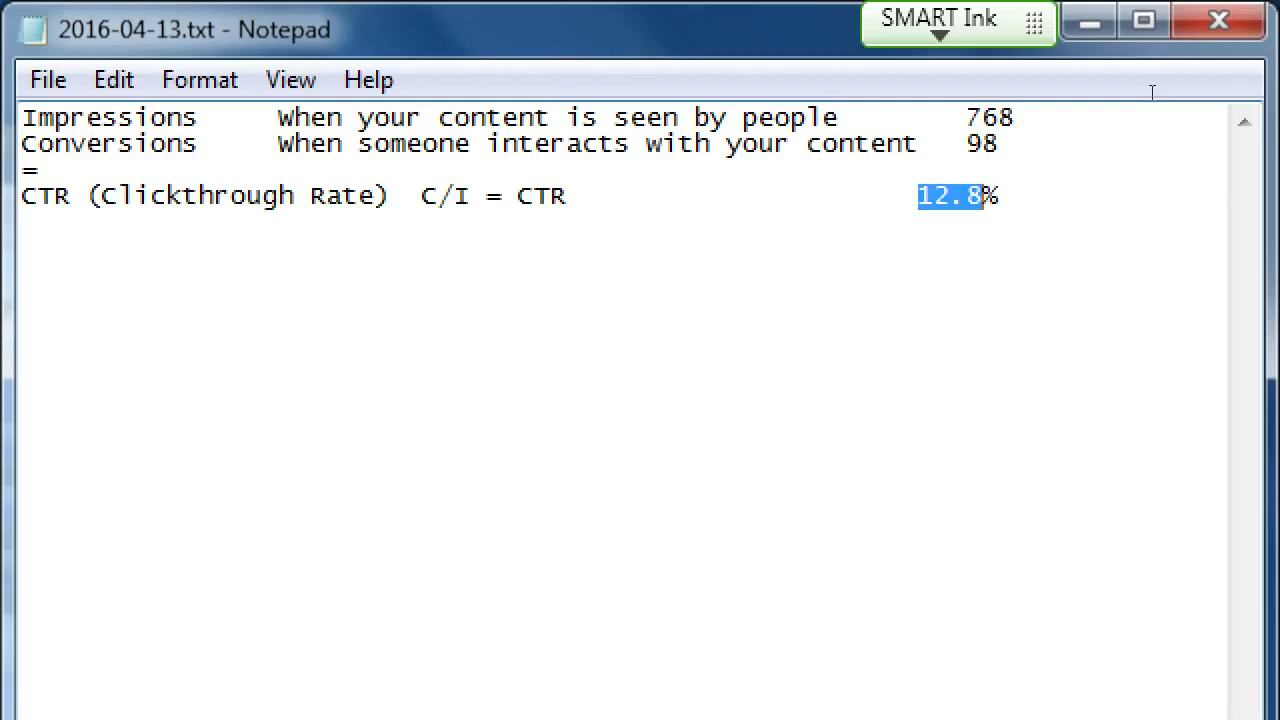 2016-04-13.txt - Notepad
SMART Ink
File Edit Format View Help
Impressions When your content is seen by people 768
Conversions When someone interacts with your content 98
=
CTR (Clickthrough Rate) C/I = CTR 12.8%